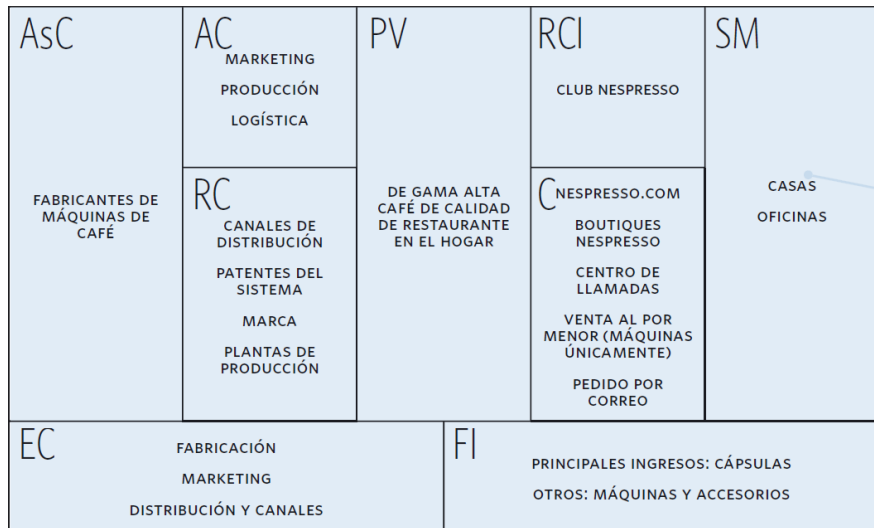 AsC
FABRICANTES DE
MÁQUINAS DE
CAFÉ
AC
MARKETING
PRODUCCIÓN
LOGÍSTICA
RC
CANALES DE
DISTRIBUCIÓN
PATENTES DEL
SISTEMA
MARCA
PLANTAS DE
PRODUCCIÓN
PV
DE GAMA ALTA
CAFÉ DE CALIDAD
DE RESTAURANTE
EN EL HOGAR
RCl
CLUB NESPRESSO
C
NESPRESSO.COM
BOUTIQUES
NESPRESSO
CENTRO DE
LLAMADAS
VENTA AL POR
MENOR (MÁQUINAS
ÚNICAMENTE)
PEDIDO POR
CORREO
SM
CASAS
OFICINAS
EC
FABRICACIÓN
MARKETING
DISTRIBUCIÓN Y CANALES
FI
PRINCIPALES INGRESOS: CÁPSULAS
OTROS: MÁQUINAS Y ACCESORIOS